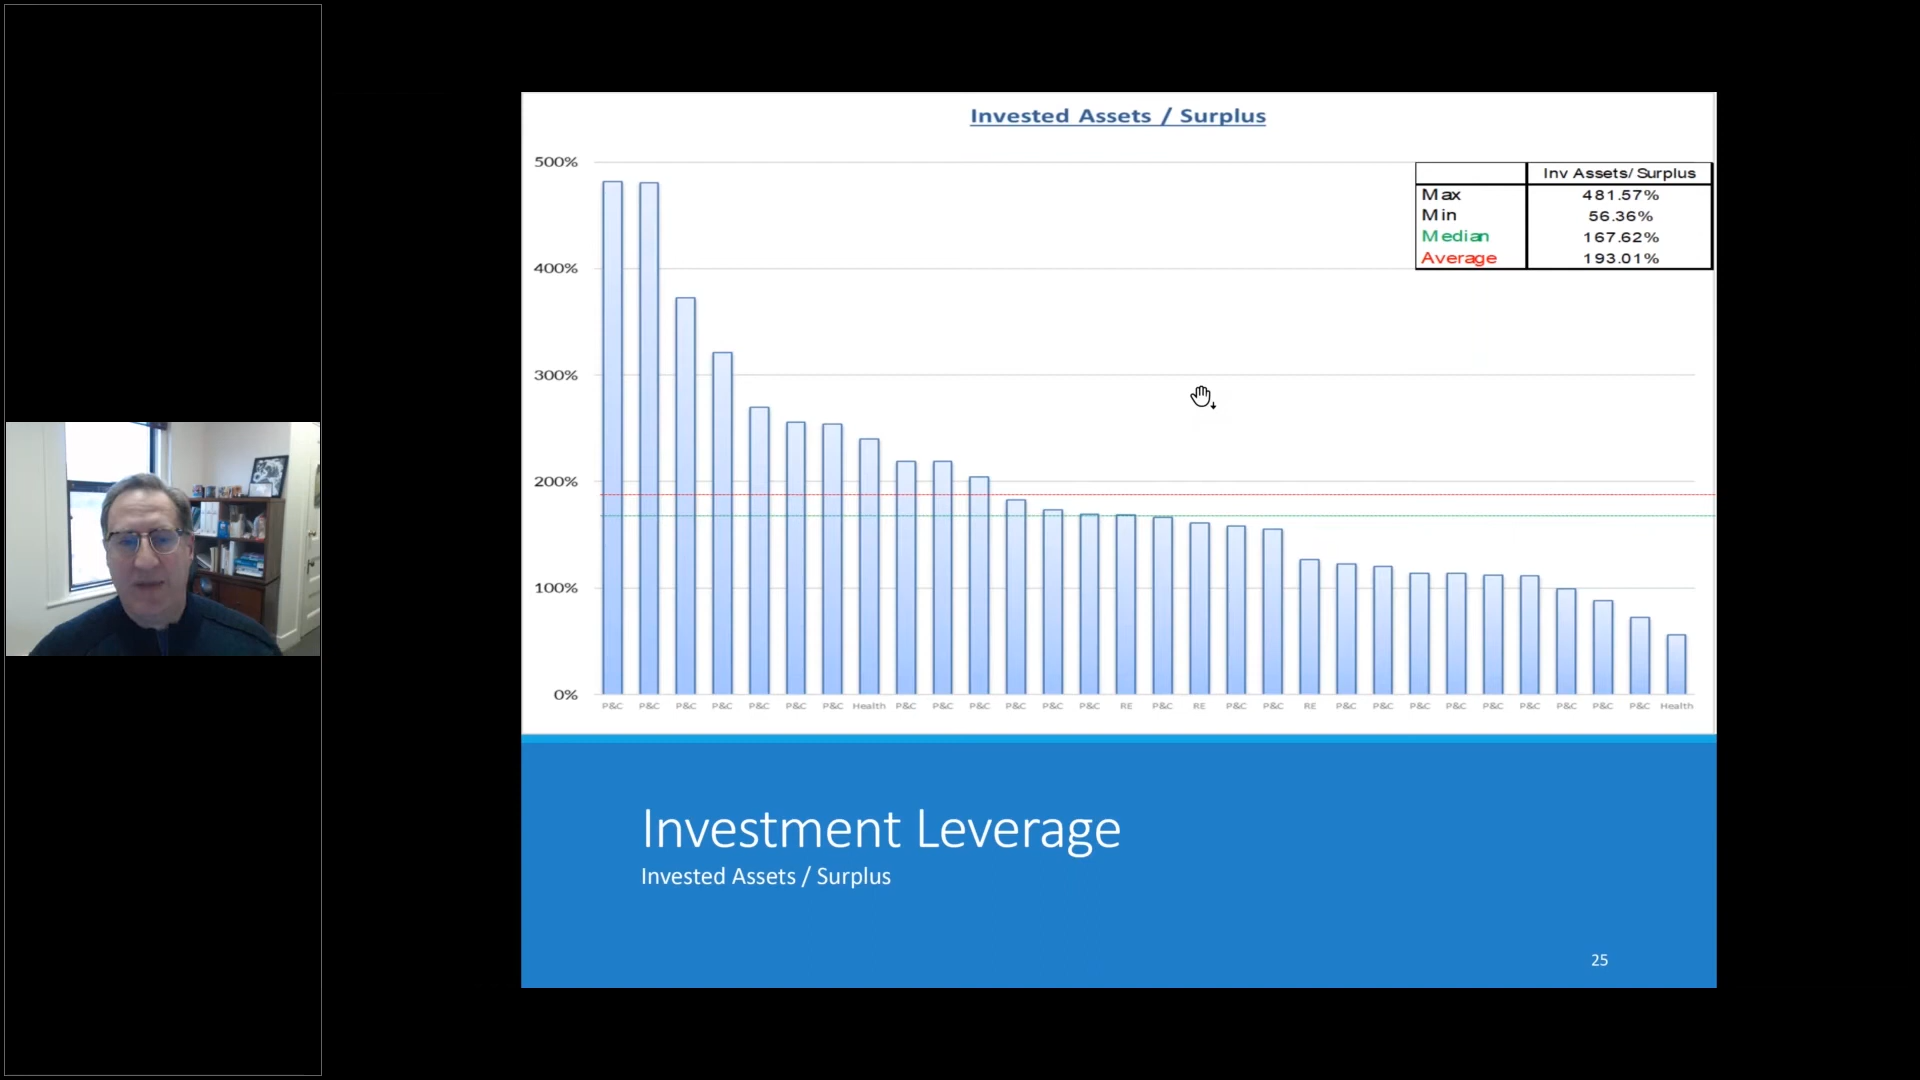 Invested Assets / Surplus
500%
400%
300%
200%
100%
0%
Inv Assets/ Surplus
Max 481.57%
Min 56.36%
Median 167.62%
Average 193.01%
P&C P&C P&C P&C P&C P&C P&C Health P&C P&C P&C P&C P&C P&C RE P&C RE P&C P&C RE P&C P&C P&C P&C P&C P&C P&C P&C P&C Health
Investment Leverage
Invested Assets / Surplus
25